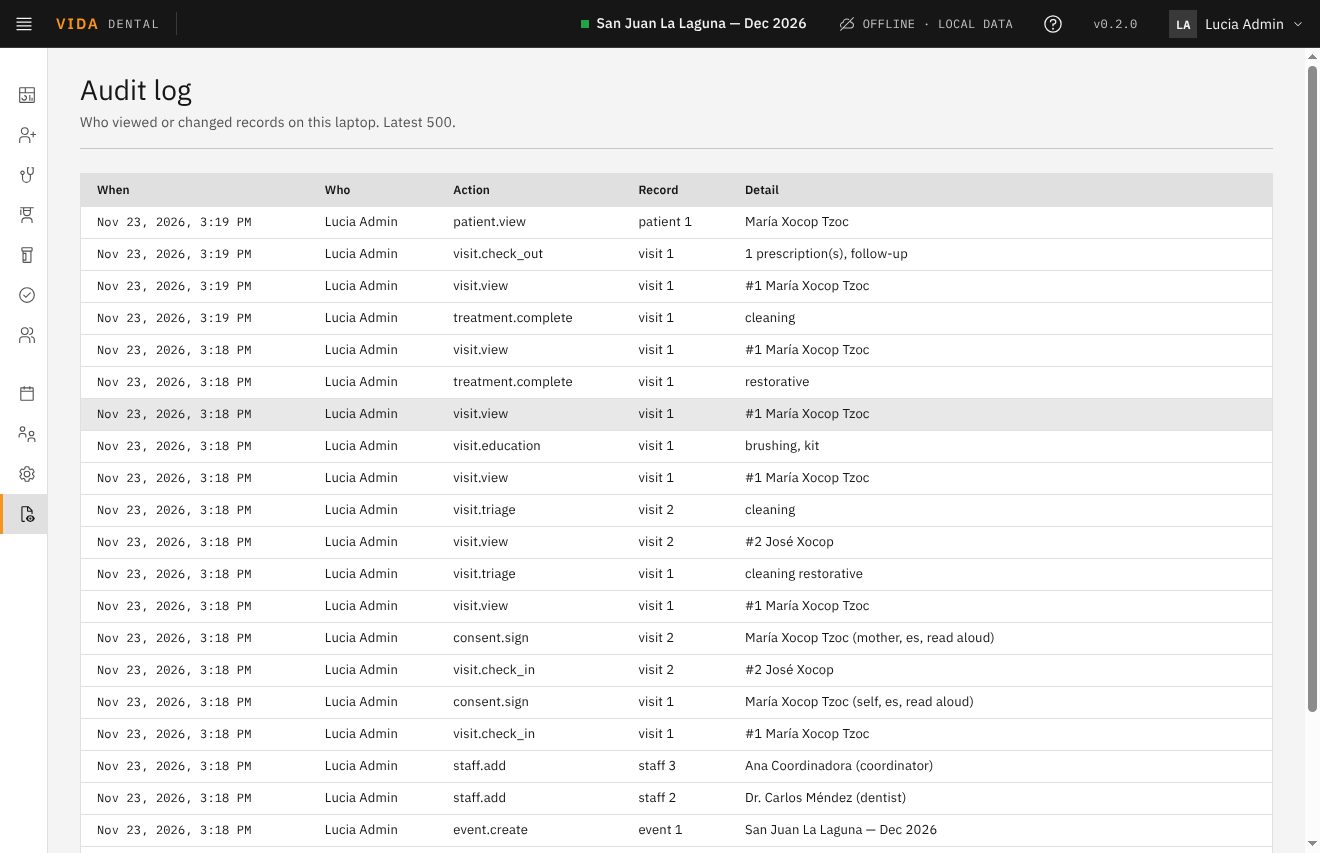 VIDA DENTAL San Juan La Laguna — Dec 2026 OFFLINE · LOCAL DATA v0.2.0 LA Lucia Admin
Audit log
Who viewed or changed records on this laptop. Latest 500.
When Who Action Record Detail
Nov 23, 2026, 3:19 PM Lucia Admin patient.view patient 1 María Xocop Tzoc
Nov 23, 2026, 3:19 PM Lucia Admin visit.check_out visit 1 1 prescription(s), follow-up
Nov 23, 2026, 3:19 PM Lucia Admin visit.view visit 1 #1 María Xocop Tzoc
Nov 23, 2026, 3:19 PM Lucia Admin treatment.complete visit 1 cleaning
Nov 23, 2026, 3:18 PM Lucia Admin visit.view visit 1 #1 María Xocop Tzoc
Nov 23, 2026, 3:18 PM Lucia Admin treatment.complete visit 1 restorative
Nov 23, 2026, 3:18 PM Lucia Admin visit.view visit 1 #1 María Xocop Tzoc
Nov 23, 2026, 3:18 PM Lucia Admin visit.education visit 1 brushing, kit
Nov 23, 2026, 3:18 PM Lucia Admin visit.view visit 1 #1 María Xocop Tzoc
Nov 23, 2026, 3:18 PM Lucia Admin visit.triage visit 2 cleaning
Nov 23, 2026, 3:18 PM Lucia Admin visit.view visit 2 #2 José Xocop
Nov 23, 2026, 3:18 PM Lucia Admin visit.triage visit 1 cleaning restorative
Nov 23, 2026, 3:18 PM Lucia Admin visit.view visit 1 #1 María Xocop Tzoc
Nov 23, 2026, 3:18 PM Lucia Admin consent.sign visit 2 María Xocop Tzoc (mother, es, read aloud)
Nov 23, 2026, 3:18 PM Lucia Admin visit.check_in visit 2 #2 José Xocop
Nov 23, 2026, 3:18 PM Lucia Admin consent.sign visit 1 María Xocop Tzoc (self, es, read aloud)
Nov 23, 2026, 3:18 PM Lucia Admin visit.check_in visit 1 #1 María Xocop Tzoc
Nov 23, 2026, 3:18 PM Lucia Admin staff.add staff 3 Ana Coordinadora (coordinator)
Nov 23, 2026, 3:18 PM Lucia Admin staff.add staff 2 Dr. Carlos Méndez (dentist)
Nov 23, 2026, 3:18 PM Lucia Admin event.create event 1 San Juan La Laguna — Dec 2026